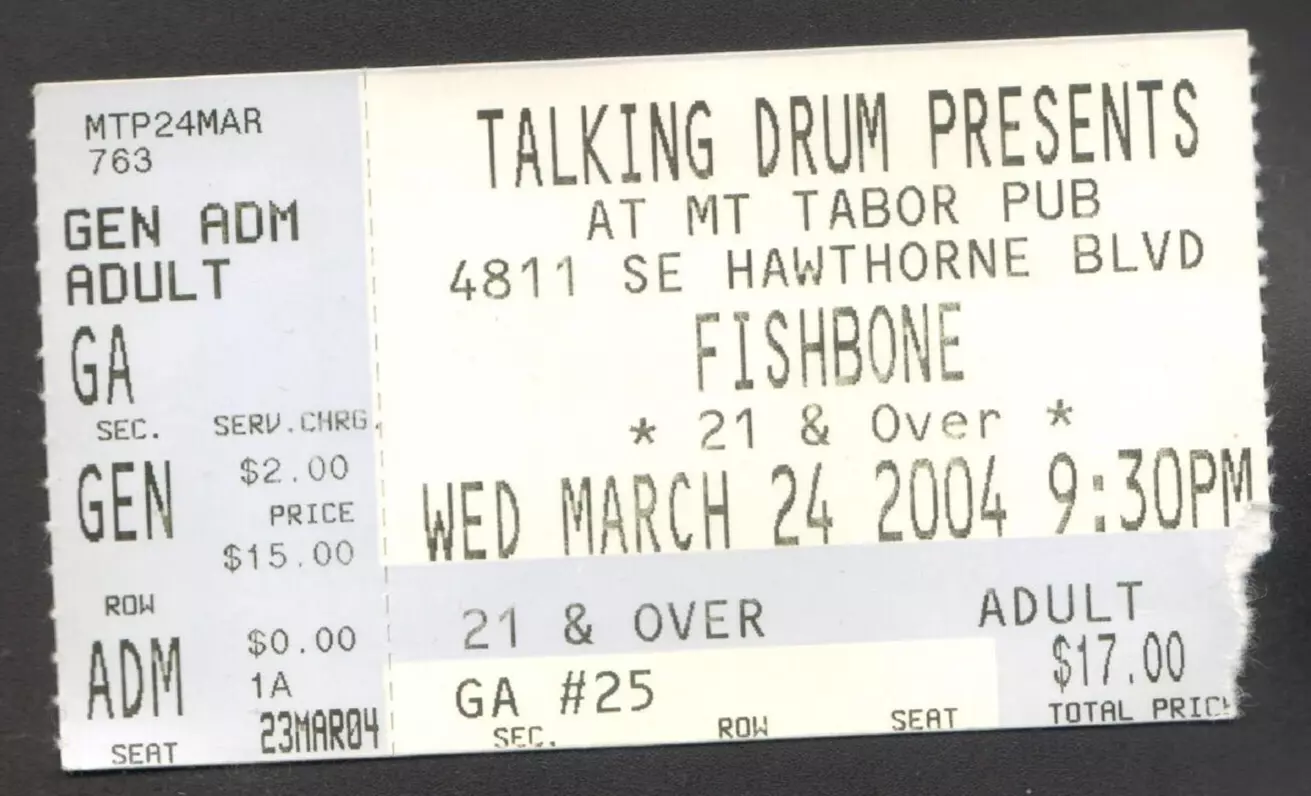 MTP24MAR
763
GEN ADM
ADULT
GA
SEC. SERV.CHRG.
GEN $2.00
PRICE
$15.00
ROW
ADM $0.00
1A
SEAT 23MAR04
TALKING DRUM PRESENTS
AT MT TABOR PUB
4811 SE HAWTHORNE BLVD
FISHBONE
* 21 & Over *
WED MARCH 24 2004 9:30PM
21 & OVER ADULT
GA #25 $17.00
SEC. ROW SEAT TOTAL PRICE